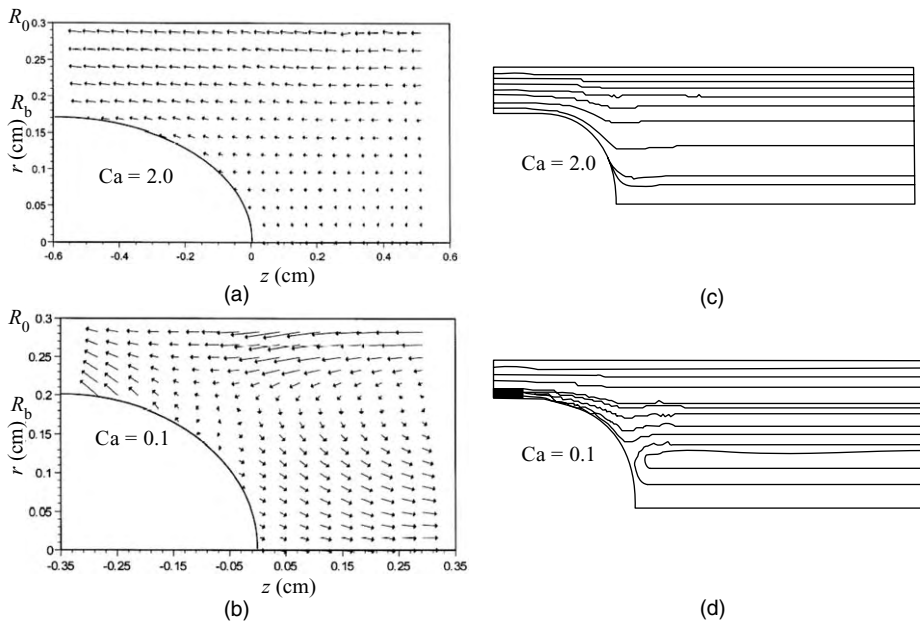 R0 0.3
0.25
0.2
Rb
0.15
r (cm)
0.1
0.05
0
Ca = 2.0
-0.6 -0.4 -0.2 0 0.2 0.4 0.6
z (cm)
(a)
Ca = 2.0
(c)
R0 0.3
0.25
0.2
Rb
0.15
r (cm)
0.1
0.05
0
Ca = 0.1
-0.35 -0.25 -0.15 -0.05 0.05 0.15 0.25 0.35
z (cm)
(b)
Ca = 0.1
(d)